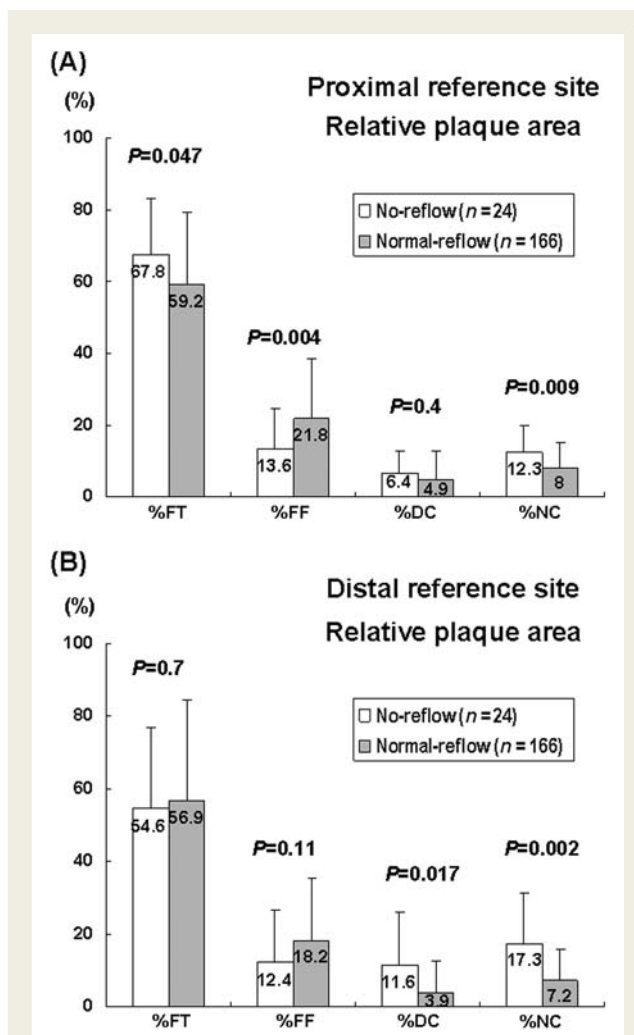 (A)
Proximal reference site
Relative plaque area
(%)
100
80
60
40
20
0
P=0.047
P=0.004
P=0.4
P=0.009
No-reflow (n=24)
Normal-reflow (n=166)
67.8
59.2
13.6
21.8
6.4
4.9
12.3
8
%FT
%FF
%DC
%NC
(B)
Distal reference site
Relative plaque area
(%)
100
80
60
40
20
0
P=0.7
P=0.11
P=0.017
P=0.002
No-reflow (n=24)
Normal-reflow (n=166)
54.6
56.9
12.4
18.2
11.6
3.9
17.3
7.2
%FT
%FF
%DC
%NC